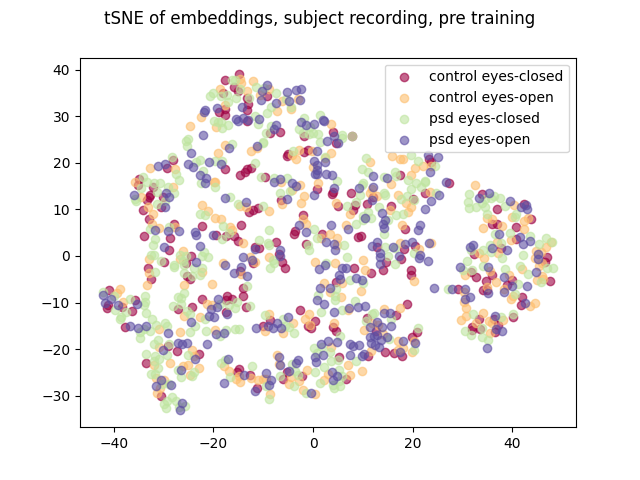 tSNE of embeddings, subject recording, pre training
control eyes-closed
control eyes-open
psd eyes-closed
psd eyes-open
40
30
20
10
0
−10
−20
−30
−40
−20
0
20
40